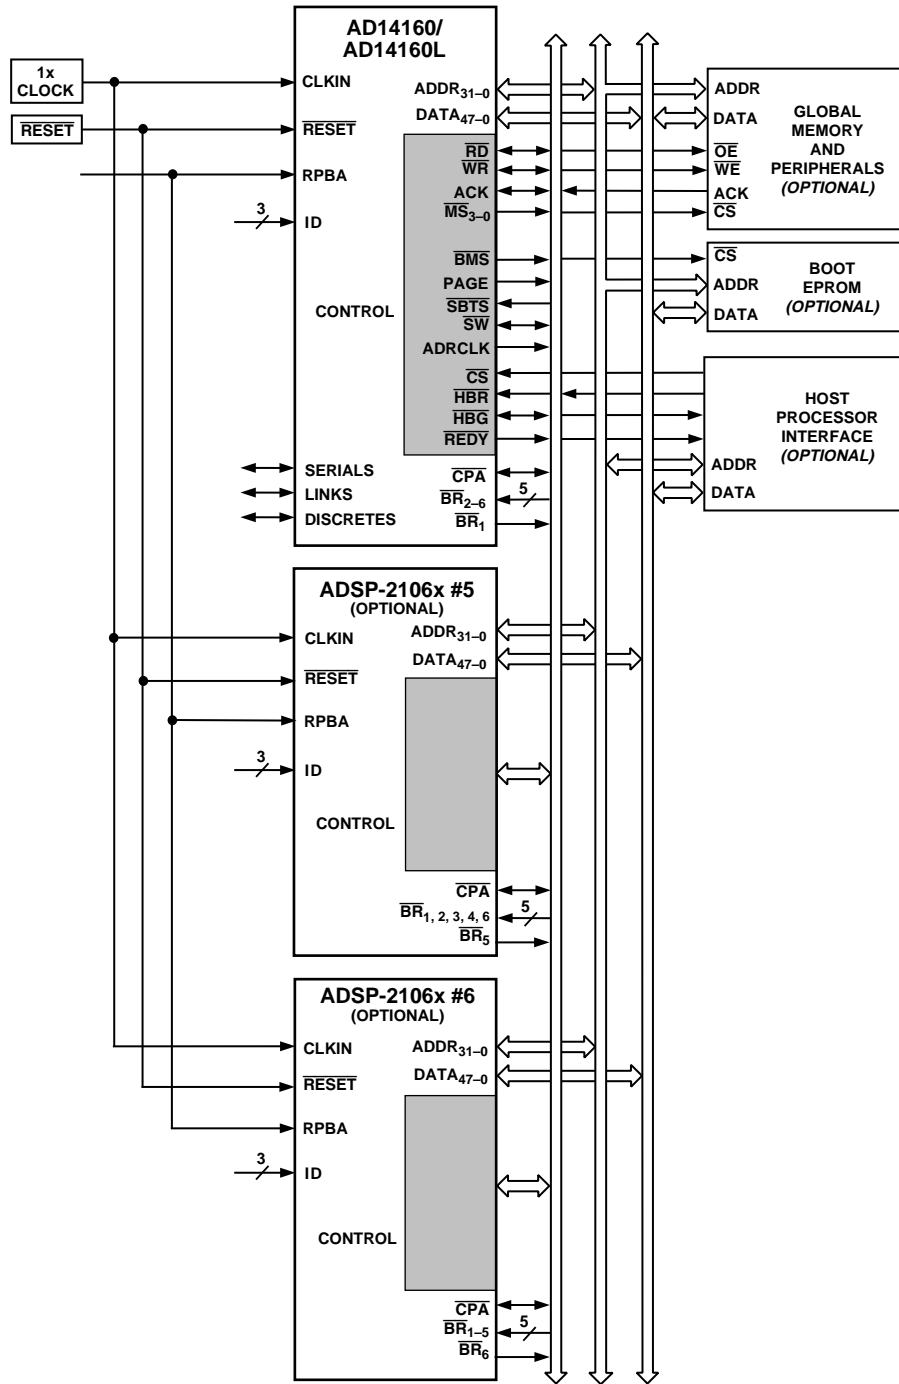 AD14160/
AD14160L
1x
CLOCK
CLKIN
ADDR31–0
ADDR
DATA47–0
DATA
GLOBAL
MEMORY
AND
PERIPHERALS
(OPTIONAL)
RESET
RESET
RD
OE
WR
WE
RPBA
ACK
ACK
MS3–0
CS
3
ID
BMS
CS
PAGE
ADDR
BOOT
EPROM
(OPTIONAL)
CONTROL
SBTS
DATA
SW
ADRCLK
CS
HBR
HOST
PROCESSOR
INTERFACE
(OPTIONAL)
HBG
REDY
ADDR
SERIALS
CPA
LINKS
BR2–6
5
DATA
DISCRETES
BR1
ADSP-2106x #5
(OPTIONAL)
CLKIN
ADDR31–0
DATA47–0
RESET
RPBA
3
ID
CONTROL
CPA
BR1, 2, 3, 4, 6
5
BR5
ADSP-2106x #6
(OPTIONAL)
CLKIN
ADDR31–0
DATA47–0
RESET
RPBA
3
ID
CONTROL
CPA
BR1–5
5
BR6